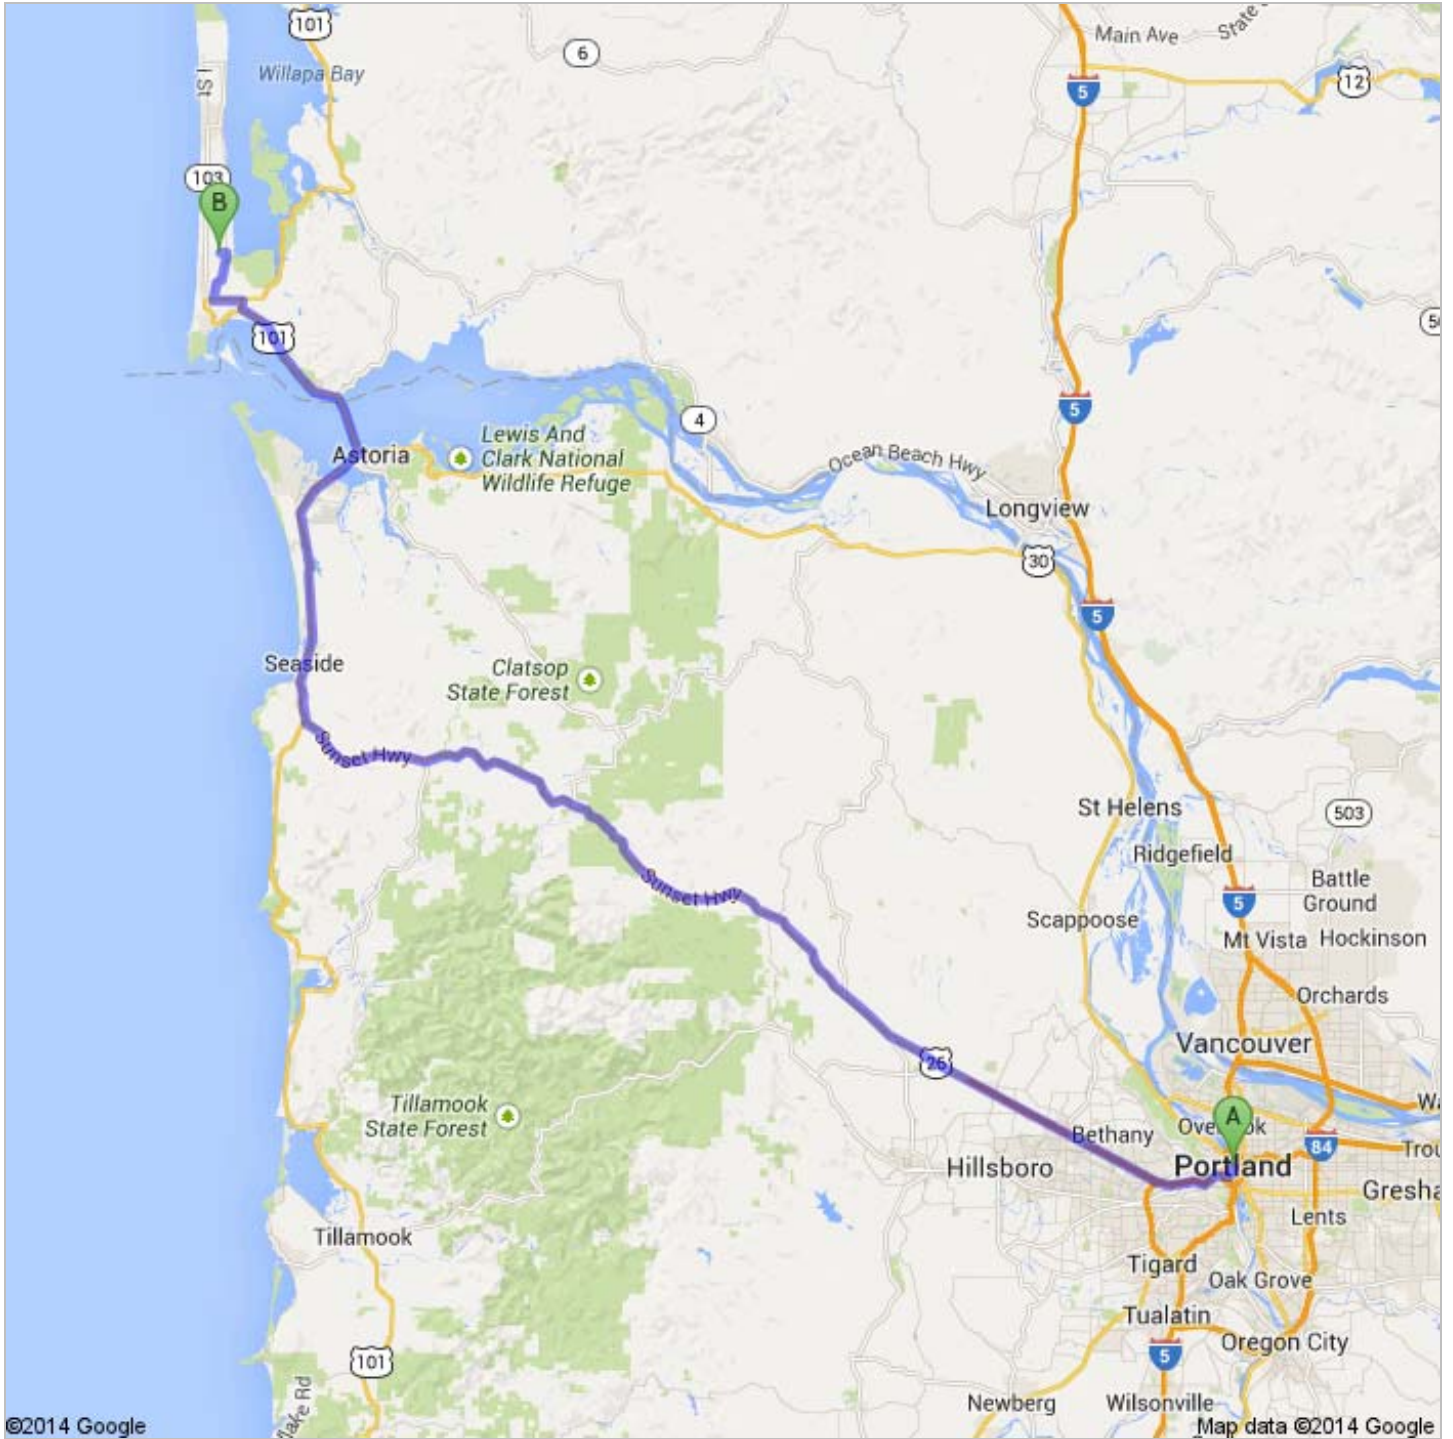 101
Main Ave
State
6
Willapa Bay
I St
5
12
103
B
101
5
4
Lewis And
Clark National
Wildlife Refuge
Astoria
Ocean Beach Hwy
Longview
30
5
Seaside
Clatsop
State Forest
Sunset Hwy
St Helens
503
Ridgefield
Sunset Hwy
Battle
Ground
5
Scappoose
Mt Vista
Hockinson
Orchards
Vancouver
26
Tillamook
State Forest
A
Bethany
84
Hillsboro
Portland
Gresha
Lents
Tillamook
Tigard
Oak Grove
Tualatin
Oregon City
5
101
Newberg
Wilsonville
©2014 Google
Map data ©2014 Google